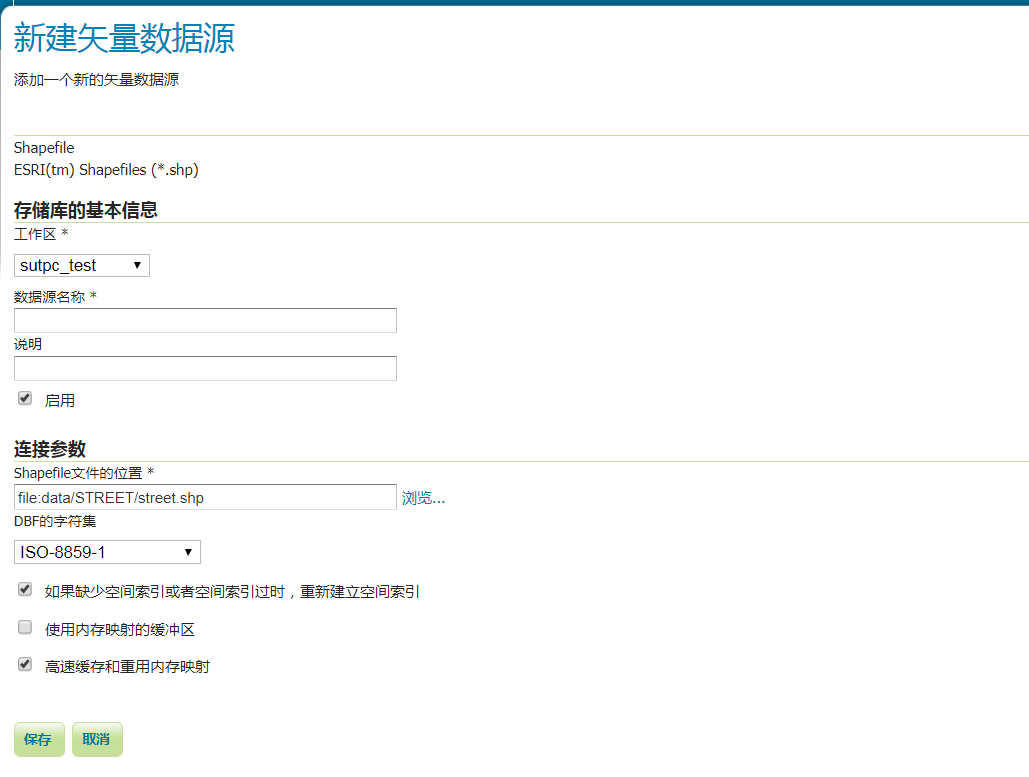 新建矢量数据源
添加一个新的矢量数据源
Shapefile
ESRI(tm) Shapefiles (*.shp)
存储库的基本信息
工作区 *
sutpc_test
数据源名称 *
说明
启用
连接参数
Shapefile文件的位置 *
file:data/STREET/street.shp 浏览...
DBF的字符集
ISO-8859-1
如果缺少空间索引或者空间索引过时，重新建立空间索引
使用内存映射的缓冲区
高速缓存和重用内存映射
保存 取消